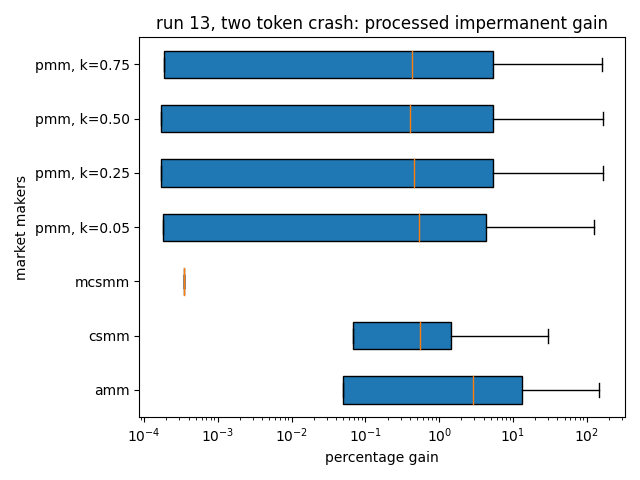 run 13, two token crash: processed impermanent gain
pmm, k=0.75
pmm, k=0.50
pmm, k=0.25
pmm, k=0.05
mcsmm
csmm
amm
market makers
10⁻⁴ 10⁻³ 10⁻² 10⁻¹ 10⁰ 10¹ 10²
percentage gain